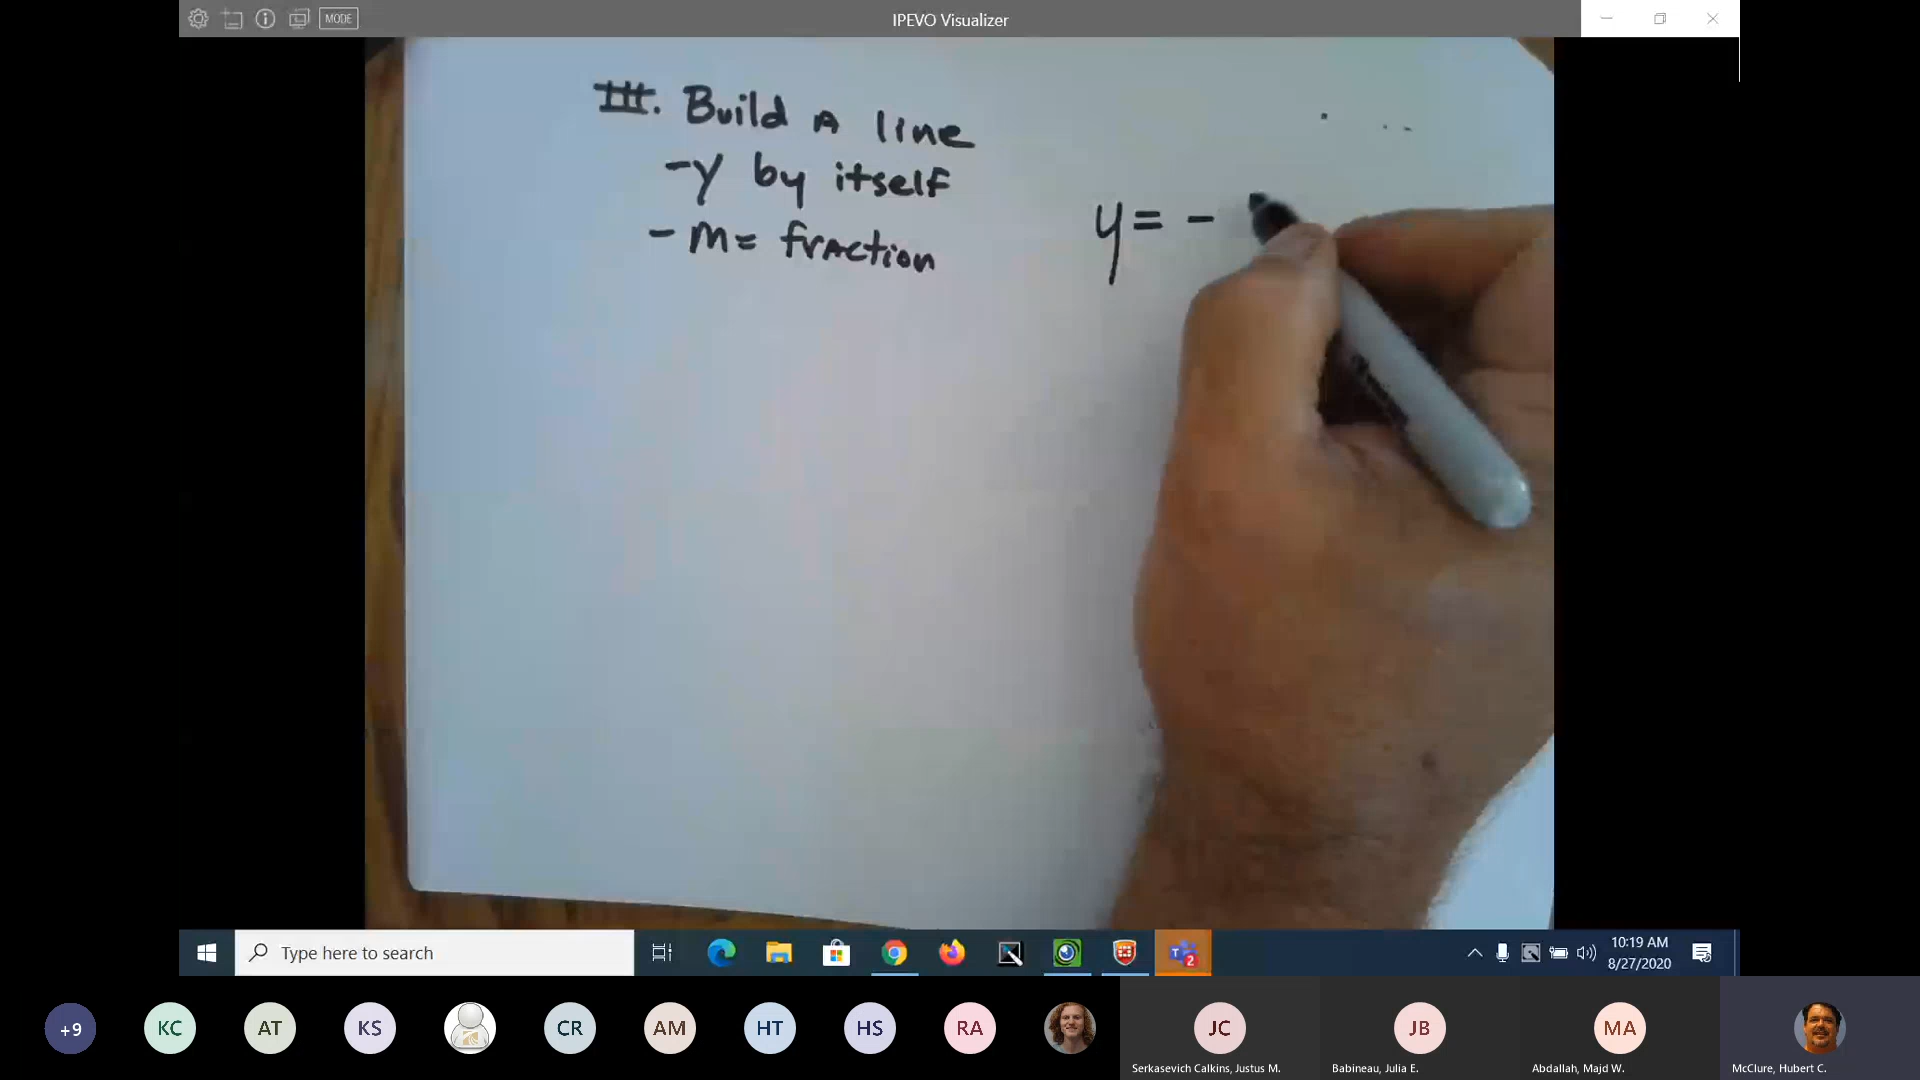 MODE
IPEVO Visualizer
III. Build A line
- y by itself
- m = fraction
y = -
Type here to search
2
10:19 AM
8/27/2020
+9
KC
AT
KS
CR
AM
HT
HS
RA
JC
JB
MA
Serkasevich Calkins, Justus M.
Babineau, Julia E.
Abdallah, Majd W.
McClure, Hubert C.